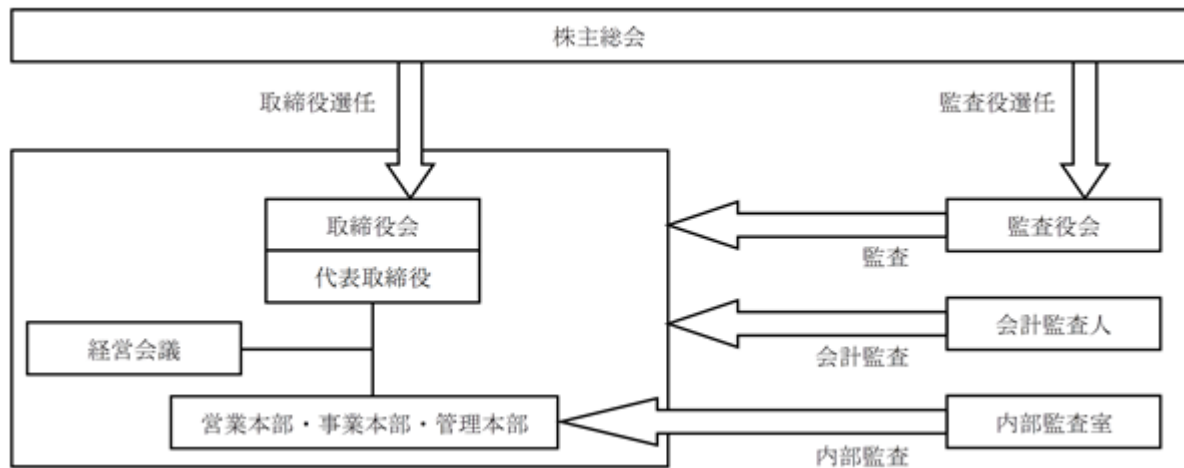 株主総会
取締役選任
監査役選任
取締役会
監査役会
監査
代表取締役
会計監査人
経営会議
会計監査
営業本部・事業本部・管理本部
内部監査室
内部監査